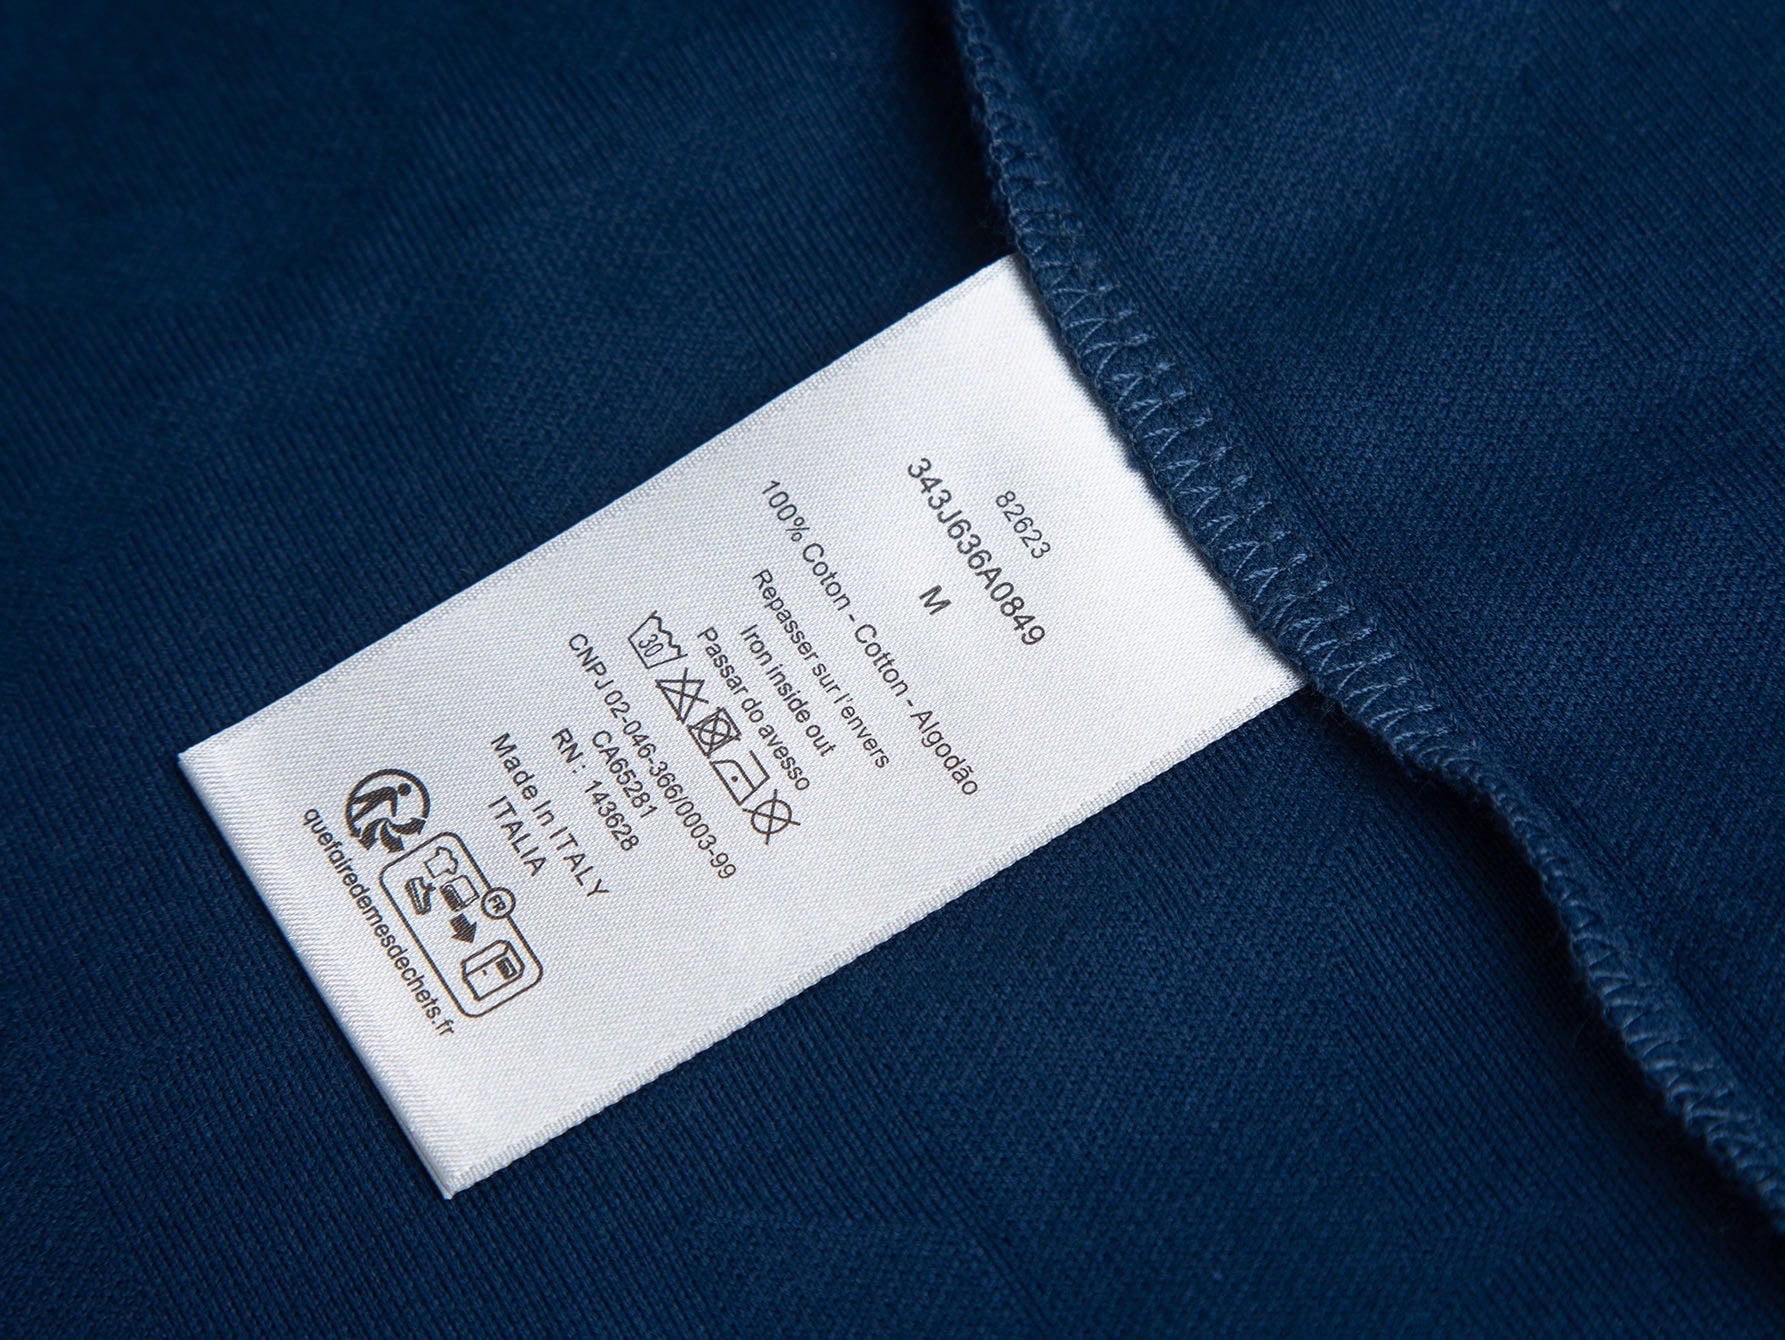 82623
343J636A0849
M
100% Coton - Cotton - Algodão
Repasser sur l'envers
Iron inside out
Passar do avesso
30
CNPJ 02-046-366/0003-99
CA65281
RN : 143628
Made In ITALY
ITALIA
FR
quefairedemesdechets.fr